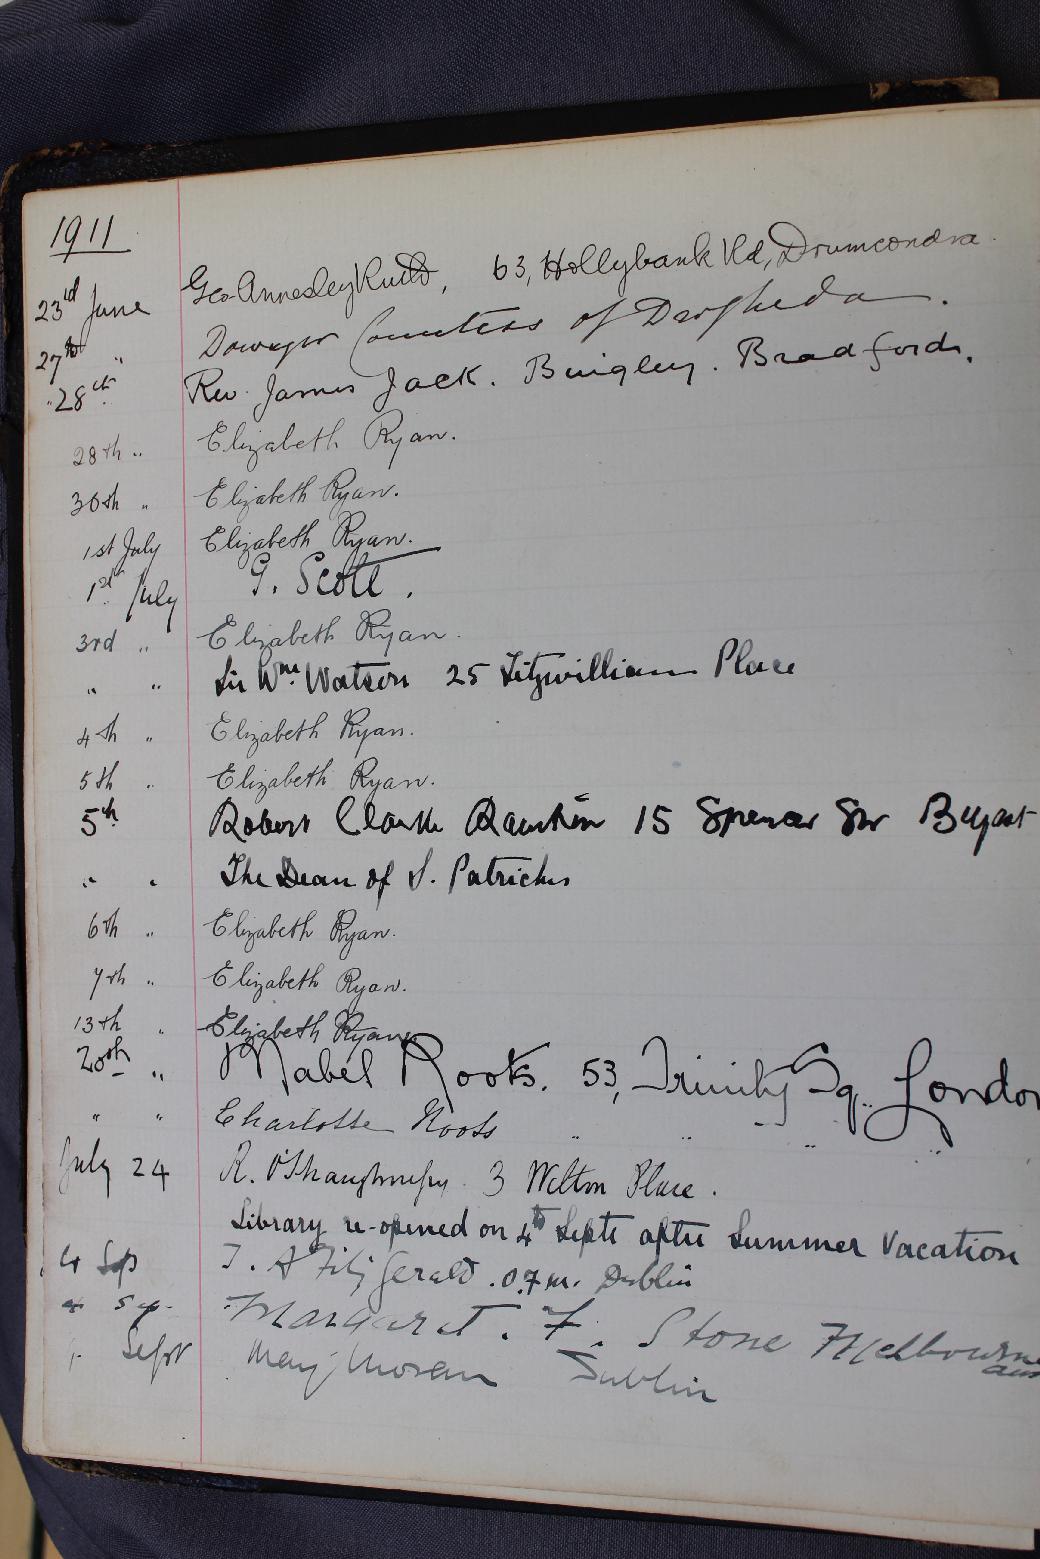 1911
23rd June Geo Annesley Rudd, 63, Hollybank Rd, Drumcondra.
27th " Dowager Countess of Drogheda.
28th Rev. James Jack. Bingley. Bradford.
28th " Elizabeth Ryan.
30th " Elizabeth Ryan.
1st July Elizabeth Ryan.
1st July G. Scott.
3rd " Elizabeth Ryan.
" " Sir Wm. Watson 25 Fitzwilliam Place
4th " Elizabeth Ryan.
5th " Elizabeth Ryan.
5th Robert Clarke 15 Spencer Str Belfast
" " The Dean of S. Patricks
6th " Elizabeth Ryan.
7th " Elizabeth Ryan.
13th " Elizabeth Ryan
20th " Mabel Roots. 53, Trinity Sq. London
" " Charlotte Roots " " " "
July 24 R. O'Shaughnessy. 3 Wilton Place.
Library re-opened on 4th Sept after Summer Vacation
4 Sep FitzGerald. Dublin
4 Sep. Margaret. F. Stone Melbourne
Sept Mary Moran Dublin